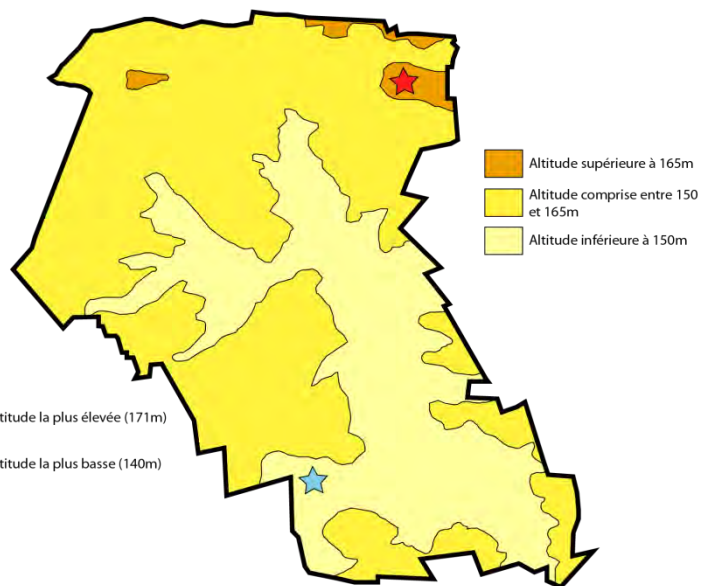 Altitude supérieure à 165m
Altitude comprise entre 150
et 165m
Altitude inférieure à 150m
titude la plus élevée (171m)
titude la plus basse (140m)